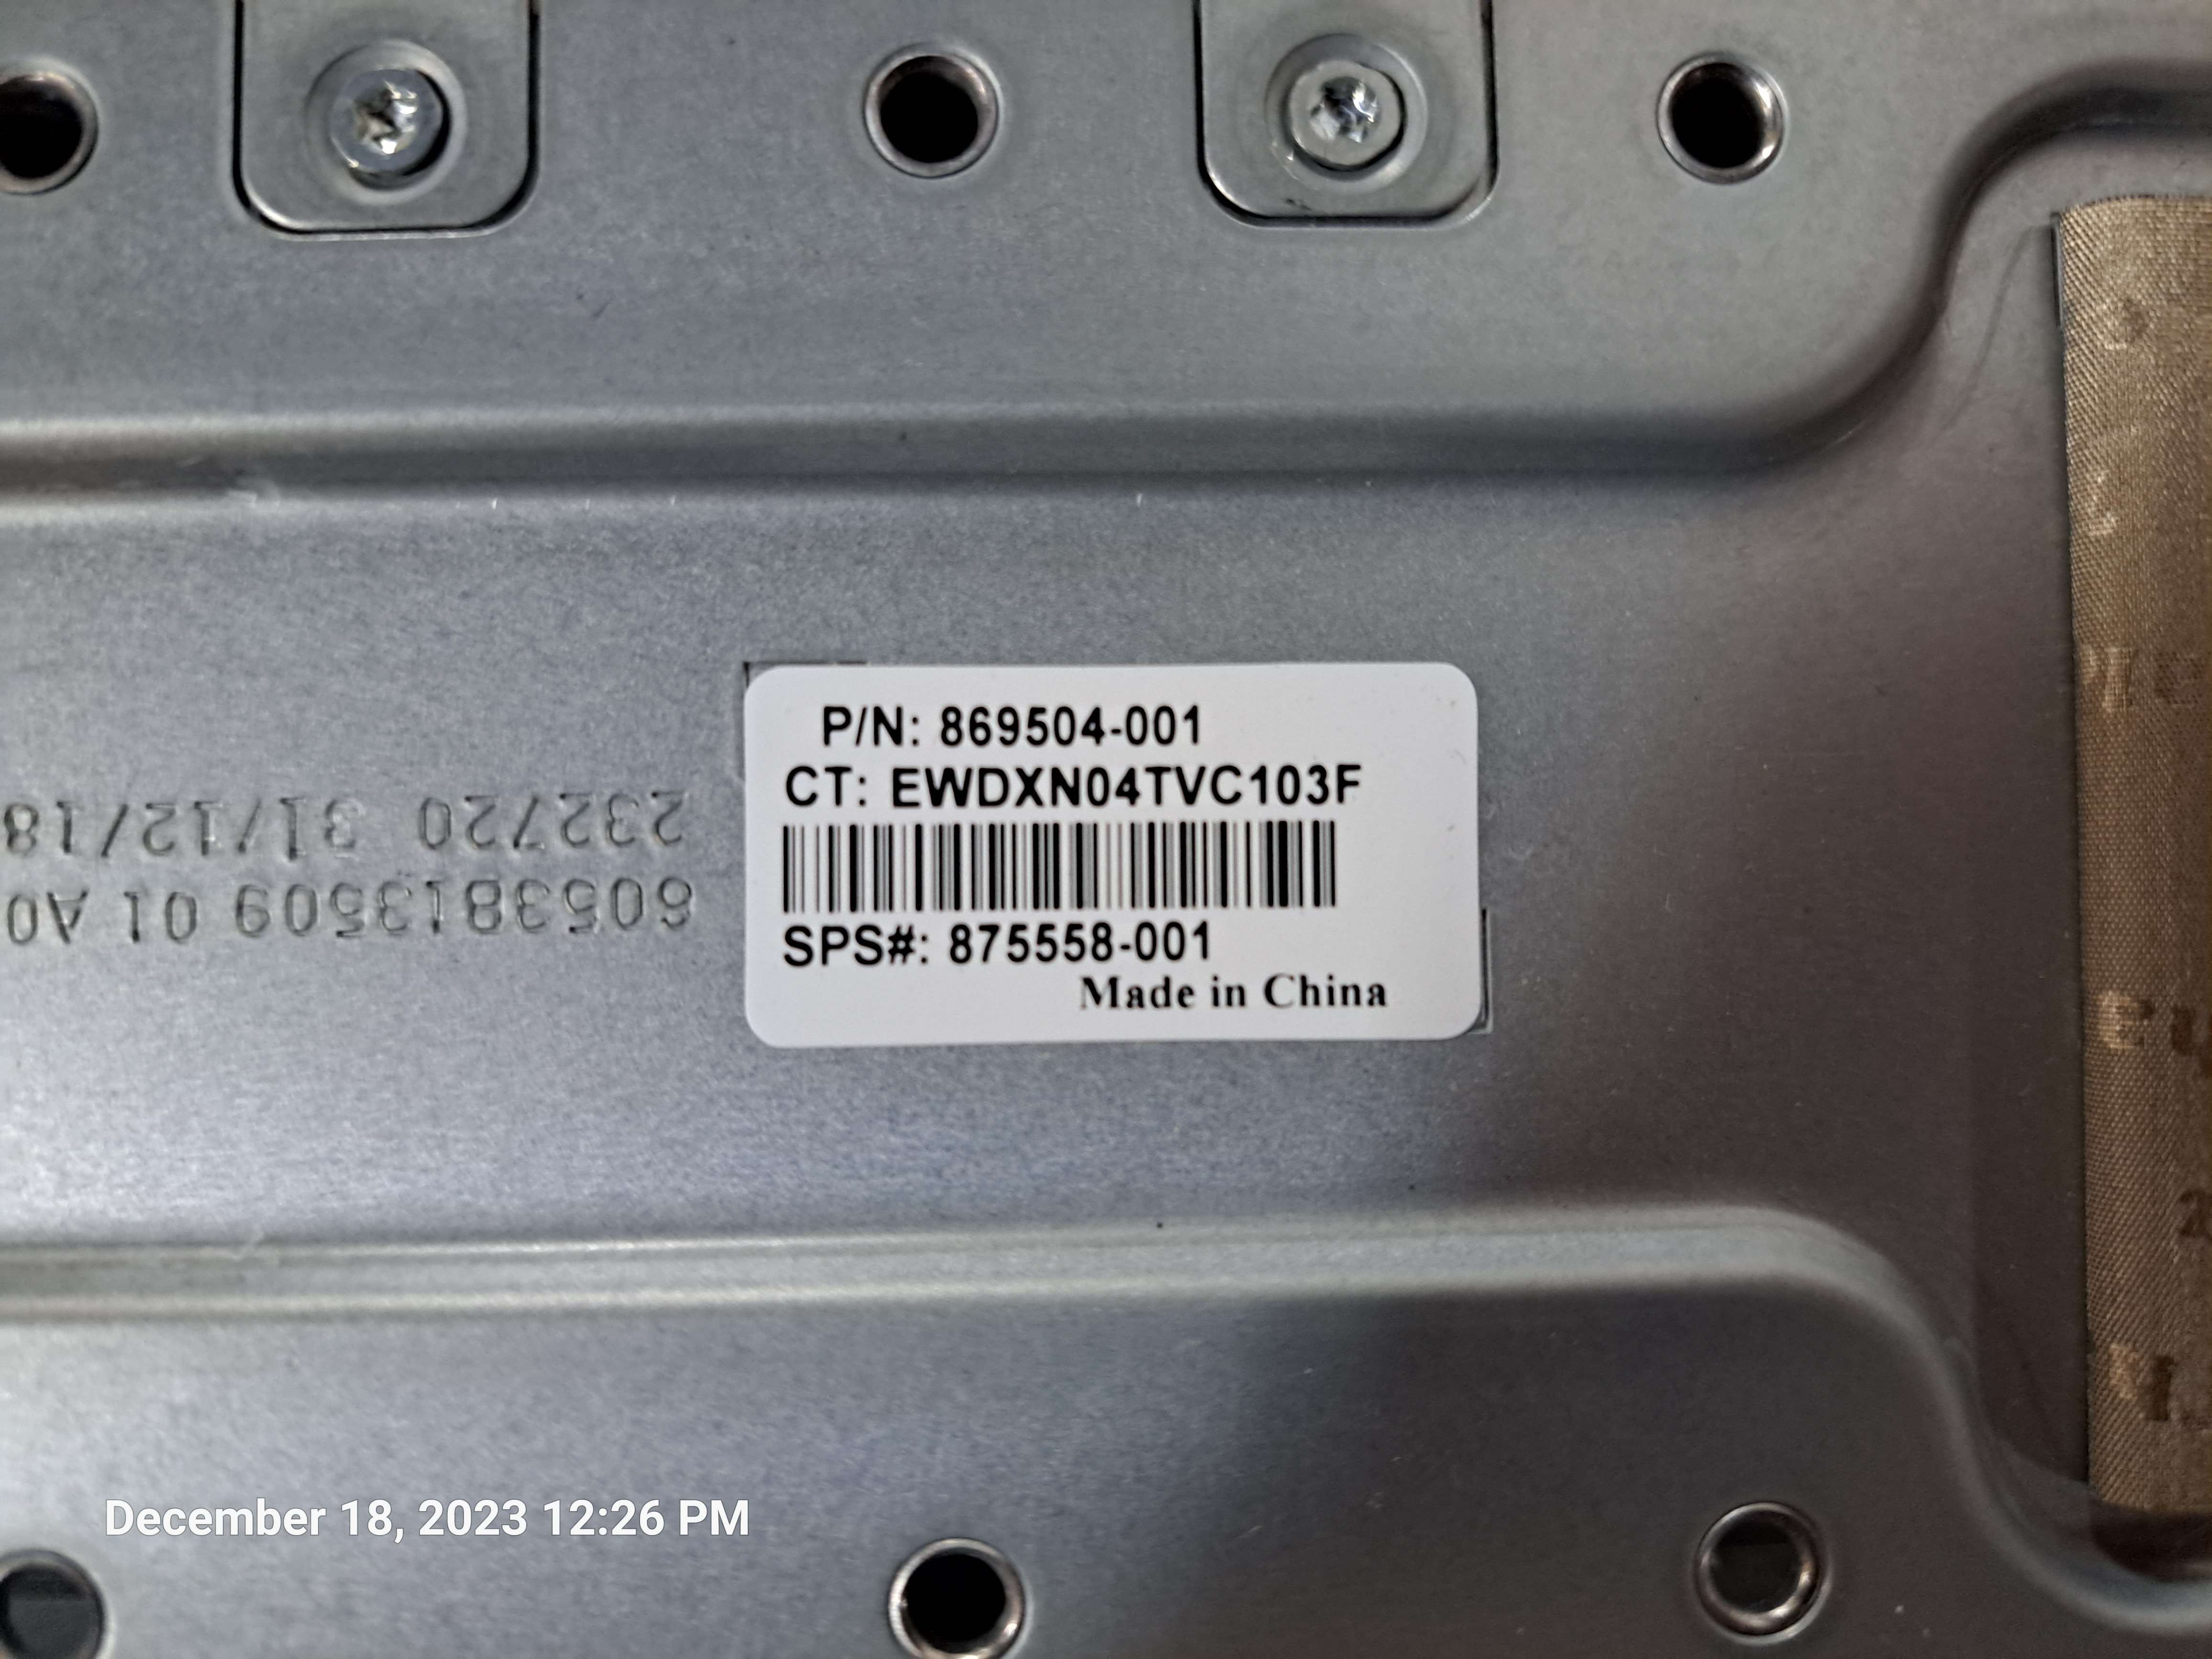 P/N: 869504-001
CT: EWDXN04TVC103F
SPS#: 875558-001
Made in China
232720 31/12/18
6053B13509 01 A0
December 18, 2023 12:26 PM